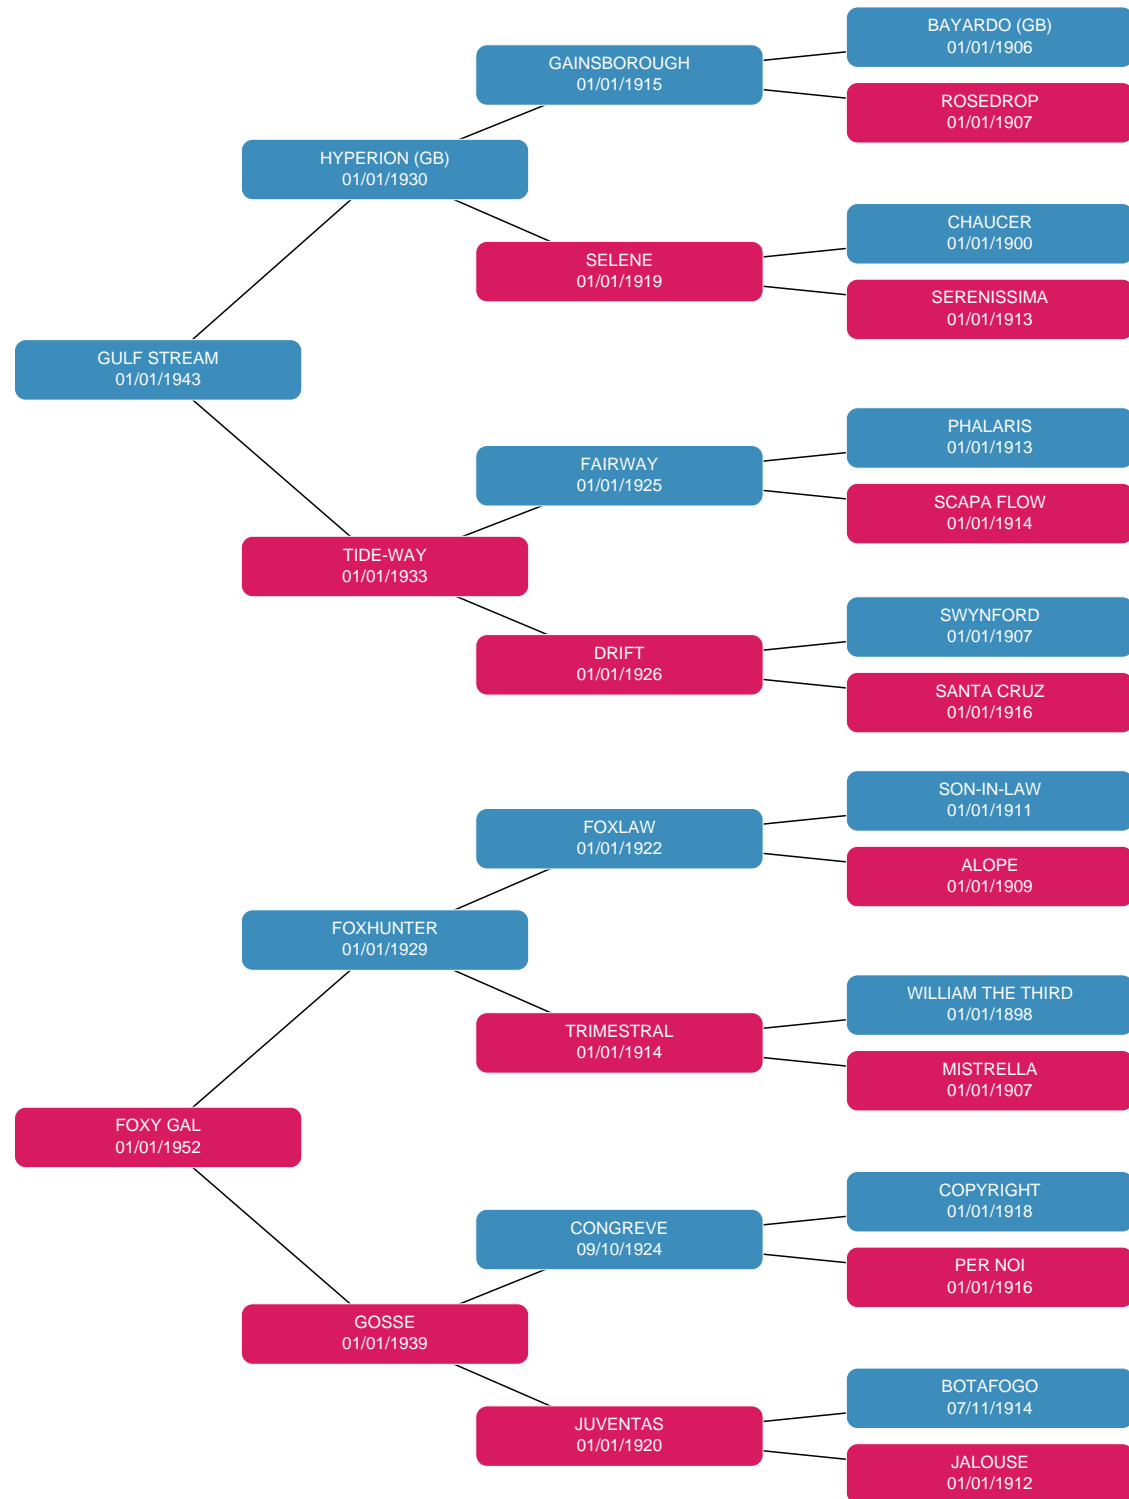 BAYARDO (GB)
01/01/1906
GAINSBOROUGH
01/01/1915
ROSEDROP
01/01/1907
HYPERION (GB)
01/01/1930
CHAUCER
01/01/1900
SELENE
01/01/1919
SERENISSIMA
01/01/1913
GULF STREAM
01/01/1943
PHALARIS
01/01/1913
FAIRWAY
01/01/1925
SCAPA FLOW
01/01/1914
TIDE-WAY
01/01/1933
SWYNFORD
01/01/1907
DRIFT
01/01/1926
SANTA CRUZ
01/01/1916
SON-IN-LAW
01/01/1911
FOXLAW
01/01/1922
ALOPE
01/01/1909
FOXHUNTER
01/01/1929
WILLIAM THE THIRD
01/01/1898
TRIMESTRAL
01/01/1914
MISTRELLA
01/01/1907
FOXY GAL
01/01/1952
COPYRIGHT
01/01/1918
CONGREVE
09/10/1924
PER NOI
01/01/1916
GOSSE
01/01/1939
BOTAFOGO
07/11/1914
JUVENTAS
01/01/1920
JALOUSE
01/01/1912